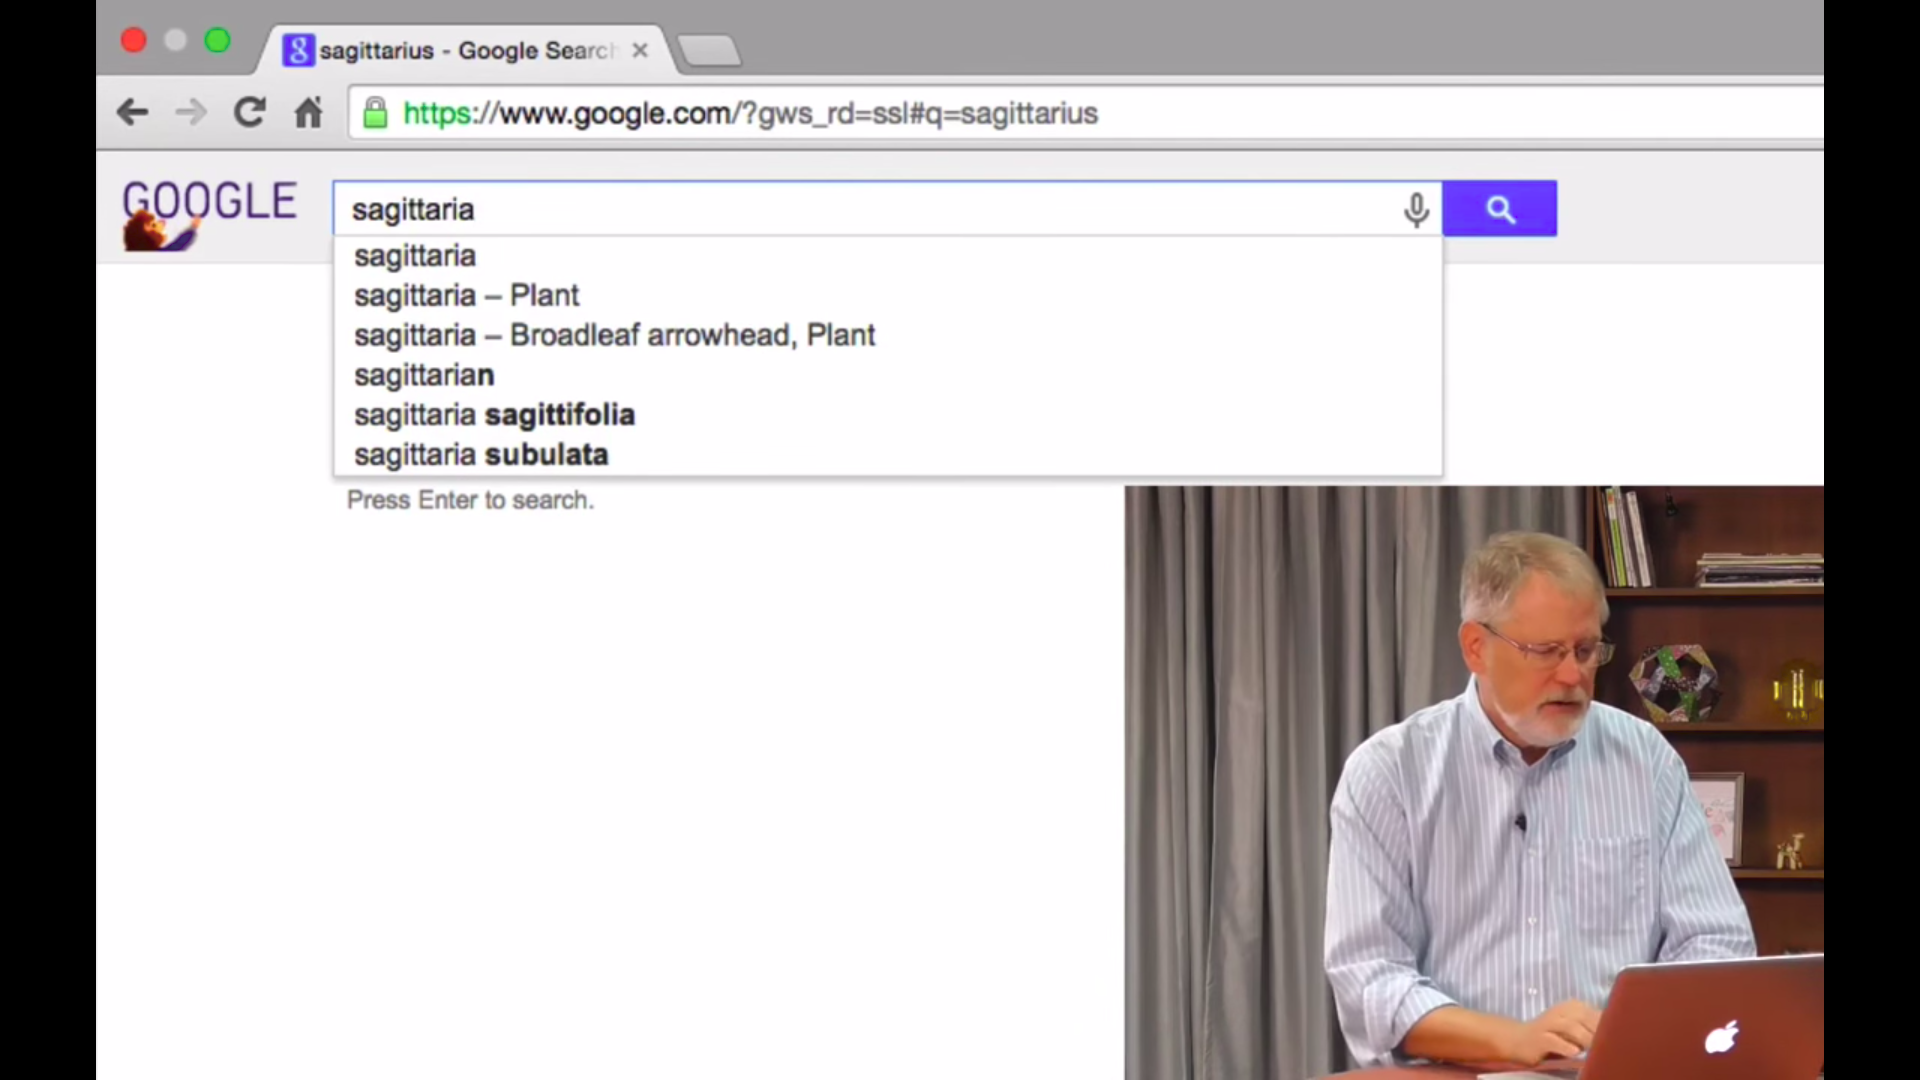 sagittarius - Google Search
https://www.google.com/?gws_rd=ssl#q=sagittarius
GOOGLE
sagittaria
sagittaria
sagittaria – Plant
sagittaria – Broadleaf arrowhead, Plant
sagittarian
sagittaria sagittifolia
sagittaria subulata
Press Enter to search.